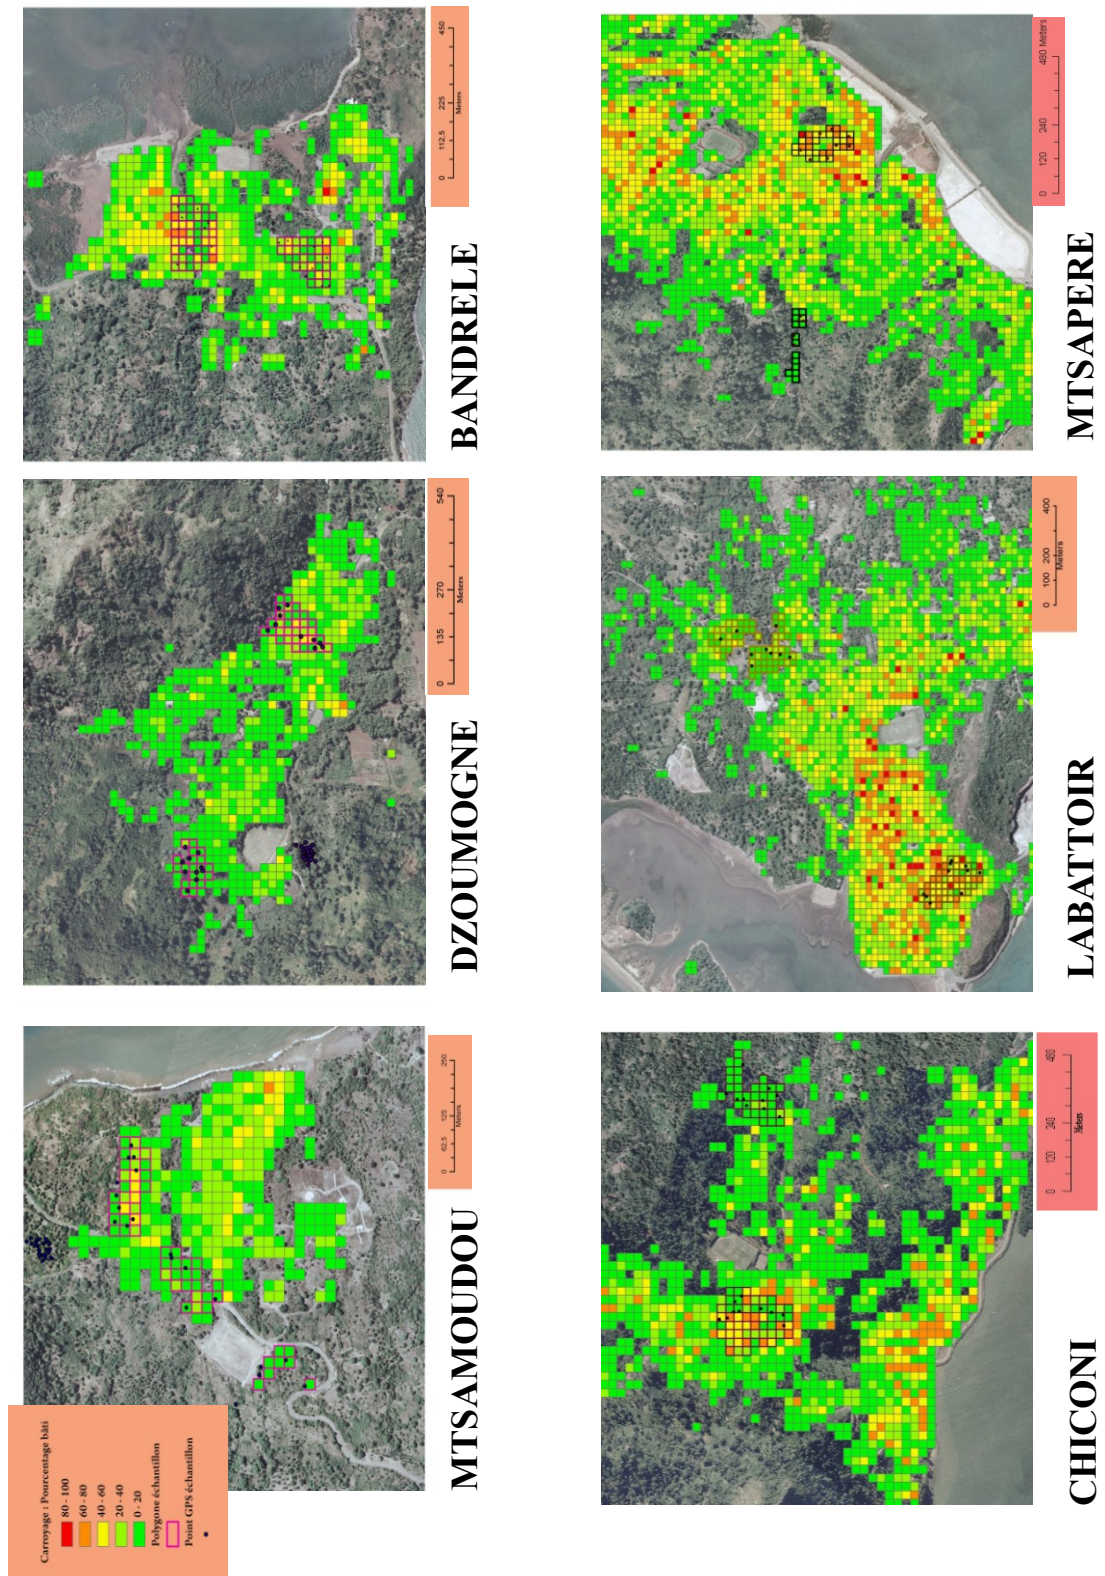 Carroyage : Pourcentage bâti
80 - 100
60 - 80
40 - 60
20 - 40
0 - 20
Polygone échantillon
Point GPS échantillon
MTSAMOUDOU
0 62,5 125 250
Meters
DZOUMOGNE
0 135 270 540
Meters
BANDRELE
0 112,5 225 450
Meters
CHICONI
0 120 240 480
Meters
LABATTOIR
0 100 200 400
Meters
MTSAPERE
0 120 240 480 Meters